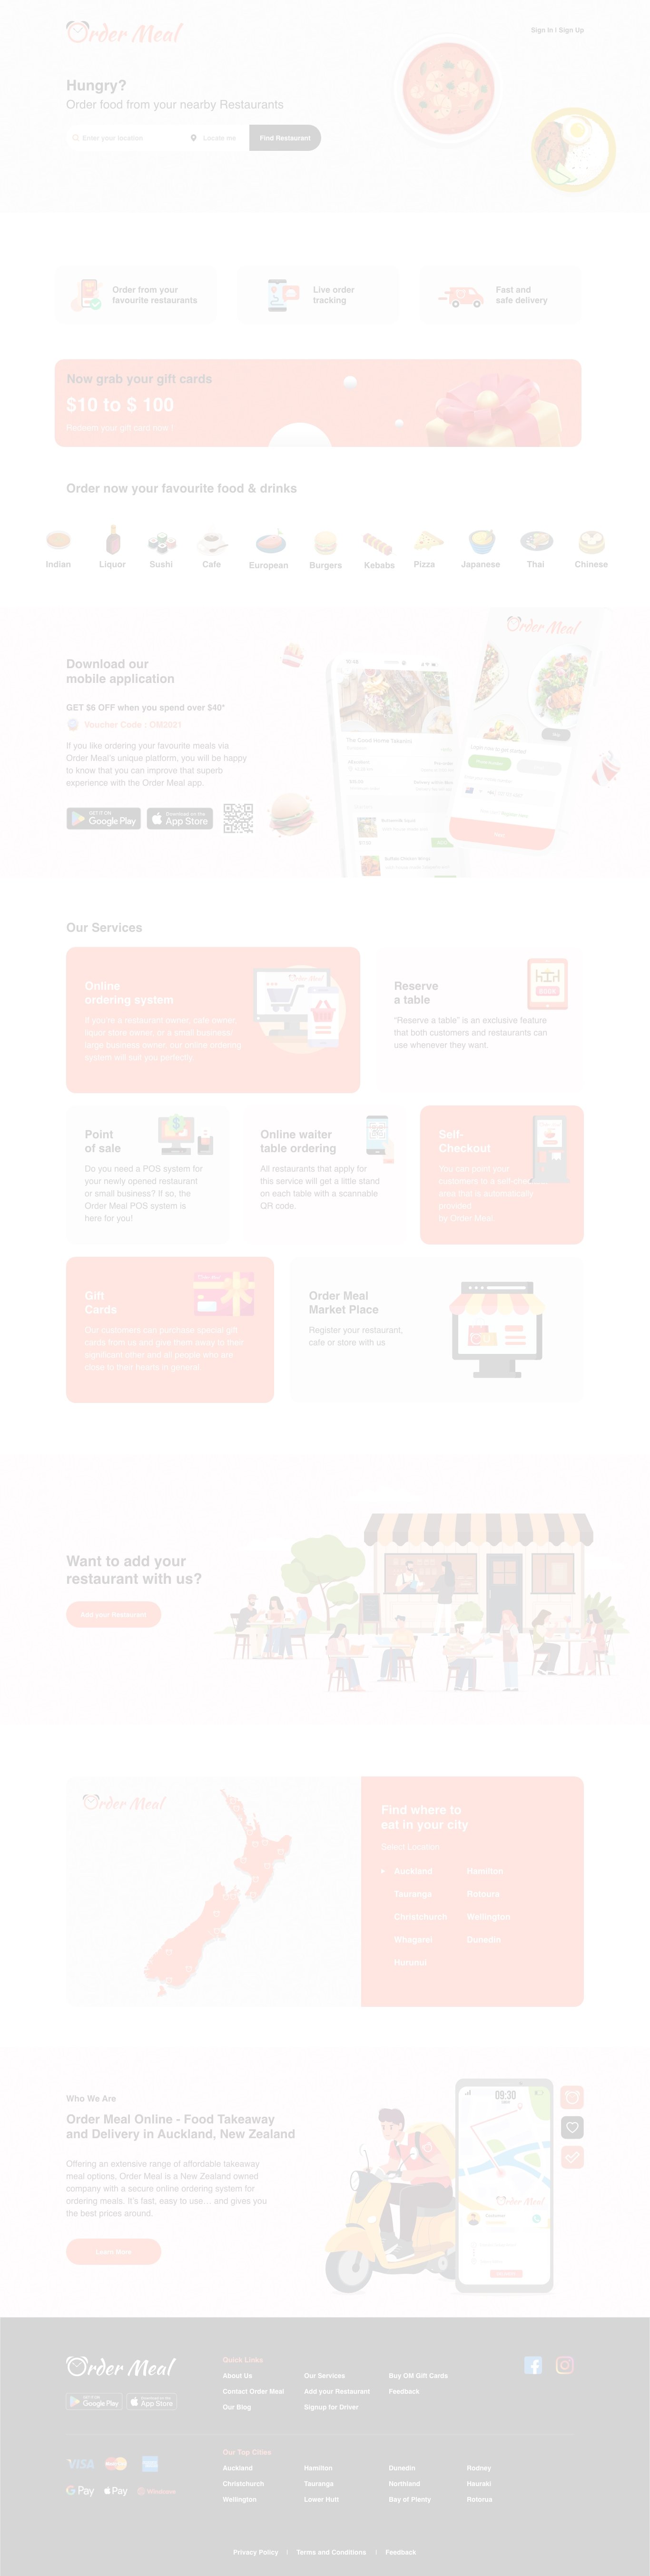 Order Meal
Sign In I Sign Up
Hungry?
Order food from your nearby Restaurants
Enter your location
Locate me
Find Restaurant
Order from your
favourite restaurants
Live order
tracking
Fast and
safe delivery
Now grab your gift cards
$10 to $ 100
Redeem your gift card now !
Order now your favourite food & drinks
Indian
Liquor
Sushi
Cafe
European
Burgers
Kebabs
Pizza
Japanese
Thai
Chinese
Download our
mobile application
GET $6 OFF when you spend over $40*
Voucher Code : OM2021
If you like ordering your favourite meals via
Order Meal's unique platform, you will be happy
to know that you can improve that superb
experience with the Order Meal app.
GET IT ON
Google Play
Download on the
App Store
Order Meal
Our Services
Online
ordering system
If you're a restaurant owner, cafe owner,
liquor store owner, or a small business/
large business owner, our online ordering
system will suit you perfectly.
Order Meal
Reserve
a table
"Reserve a table" is an exclusive feature
that both customers and restaurants can
use whenever they want.
Point
of sale
Do you need a POS system for
your newly opened restaurant
or small business? If so, the
Order Meal POS system is
here for you!
Online waiter
table ordering
All restaurants that apply for
this service will get a little stand
on each table with a scannable
QR code.
Self-
Checkout
You can point your
customers to a self-check
area that is automatically
provided
by Order Meal.
Gift
Cards
Our customers can purchase special gift
cards from us and give them away to their
significant other and all people who are
close to their hearts in general.
Order Meal
Market Place
Register your restaurant,
cafe or store with us
Want to add your
restaurant with us?
Add your Restaurant
Order Meal
Find where to
eat in your city
Select Location
Auckland
Hamilton
Tauranga
Rotorura
Christchurch
Wellington
Whagarei
Dunedin
Hurunui
Who We Are
Order Meal Online - Food Takeaway
and Delivery in Auckland, New Zealand
Offering an extensive range of affordable takeaway
meal options, Order Meal is a New Zealand owned
company with a secure online ordering system for
ordering meals. It's fast, easy to use… and gives you
the best prices around.
Learn More
09:30
Order Meal
Order Meal
Quick Links
About Us
Our Services
Buy OM Gift Cards
Contact Order Meal
Add your Restaurant
Feedback
Our Blog
Signup for Driver
Google Play
App Store
Our Top Cities
Auckland
Hamilton
Dunedin
Rodney
Christchurch
Tauranga
Northland
Hauraki
Wellington
Lower Hutt
Bay of Plenty
Rotorua
VISA
G Pay
Pay
Privacy Policy I Terms and Conditions I Feedback